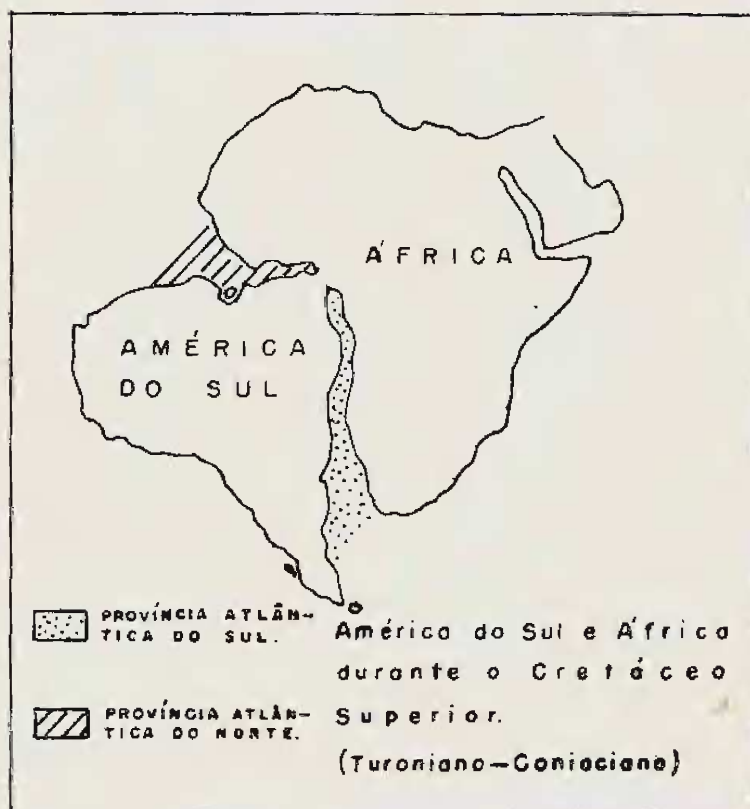 ÁFRICA
AMÉRICA
DO SUL
PROVÍNCIA ATLÂN-
TICA DO SUL.
PROVÍNCIA ATLÂN-
TICA DO NORTE.
América do Sul e África
durante o Cretáceo
Superior.
(Turoniano-Coniaciano)